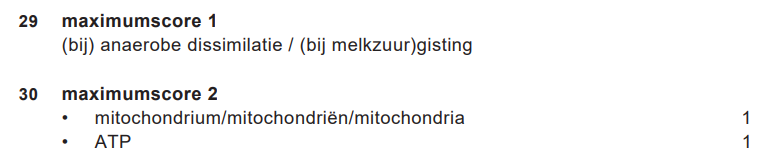 29 maximumscore 1
(bij) anaerobe dissimilatie / (bij melkzuur)gisting
30 maximumscore 2
• mitochondrium/mitochondriën/mitochondria 1
• ATP 1